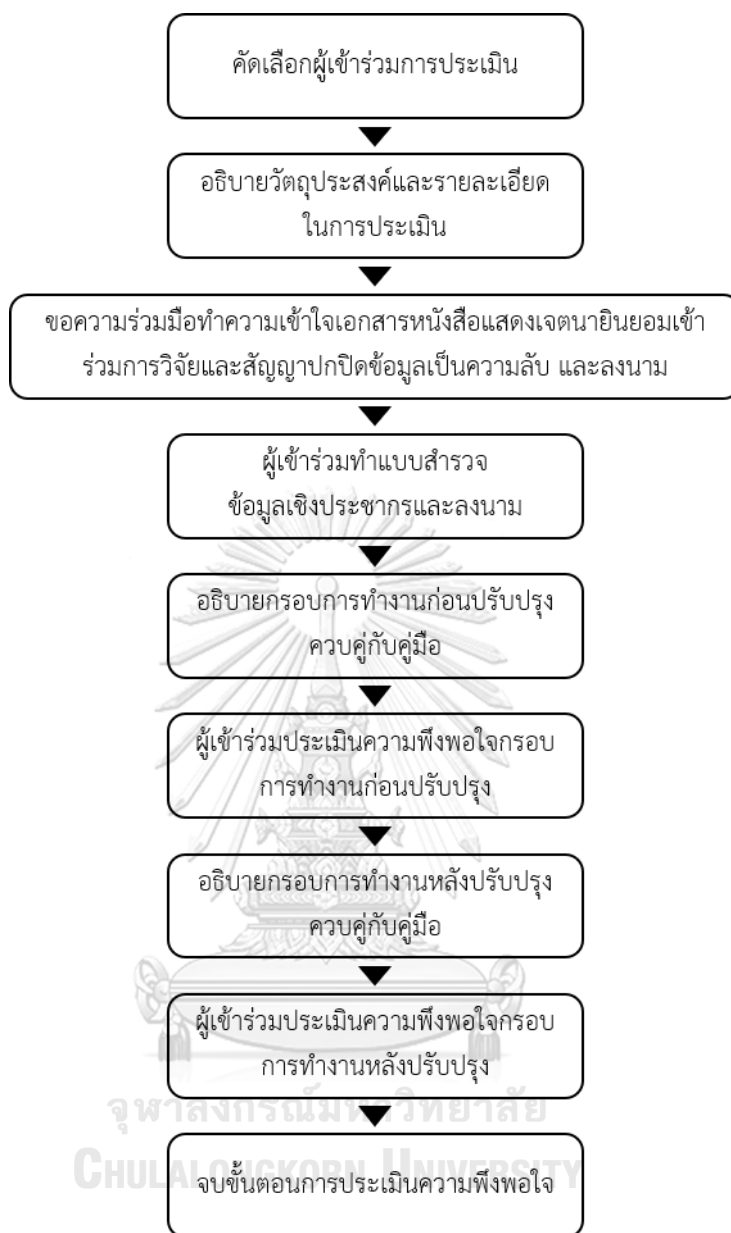 คัดเลือกผู้เข้าร่วมการประเมิน
อธิบายวัตถุประสงค์และรายละเอียด
ในการประเมิน
ขอความร่วมมือทำความเข้าใจเอกสารหนังสือแสดงเจตนายินยอมเข้า
ร่วมการวิจัยและสัญญาปกปิดข้อมูลเป็นความลับ และลงนาม
ผู้เข้าร่วมทำแบบสำรวจ
ข้อมูลเชิงประชากรและลงนาม
อธิบายกรอบการทำงานก่อนปรับปรุง
ควบคู่กับคู่มือ
ผู้เข้าร่วมประเมินความพึงพอใจกรอบ
การทำงานก่อนปรับปรุง
อธิบายกรอบการทำงานหลังปรับปรุง
ควบคู่กับคู่มือ
ผู้เข้าร่วมประเมินความพึงพอใจกรอบ
การทำงานหลังปรับปรุง
จุฬาลงกรณ์มหาวิทยาลัย
CHULALONGKORN UNIVERSITY
จบขั้นตอนการประเมินความพึงพอใจ